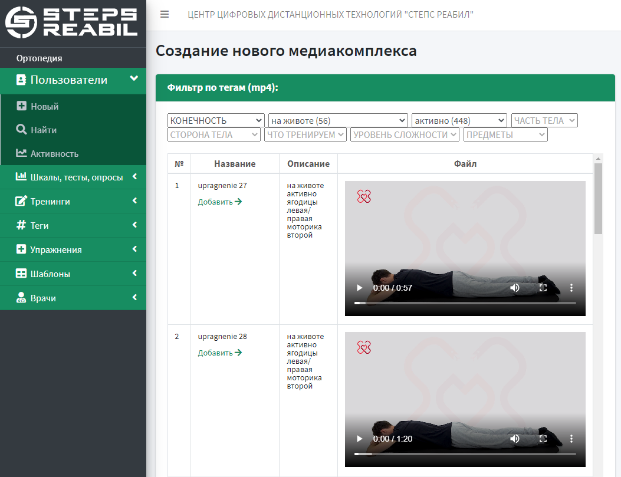 STEPS
REABIL
ЦЕНТР ЦИФРОВЫХ ДИСТАНЦИОННЫХ ТЕХНОЛОГИЙ "СТЕПС РЕАБИЛ"
Ортопедия
Пользователи
Новый
Найти
Активность
Шкалы, тесты, опросы
Тренинги
Теги
Упражнения
Шаблоны
Врачи
Создание нового медиакомплекса
Фильтр по тегам (mp4):
КОНЕЧНОСТЬ на животе (56) активно (448) ЧАСТЬ ТЕЛА
СТОРОНА ТЕЛА ЧТО ТРЕНИРУЕМ УРОВЕНЬ СЛОЖНОСТИ ПРЕДМЕТЫ
№ Название Описание Файл
1 upragnenie 27
Добавить
на животе
активно
ягодицы
левая/
правая
моторика
второй
0:00 / 0:57
2 upragnenie 28
Добавить
на животе
активно
ягодицы
левая/
правая
моторика
второй
0:00 / 1:20